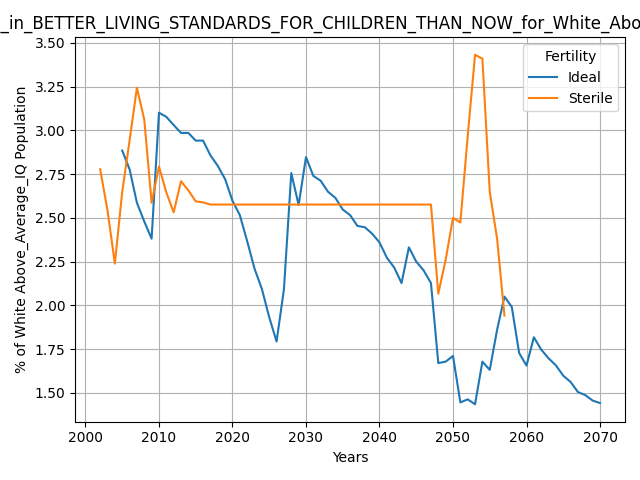 _in_BETTER_LIVING_STANDARDS_FOR_CHILDREN_THAN_NOW_for_White_Abo
3.50
3.25
3.00
2.75
2.50
2.25
2.00
1.75
1.50
% of White Above_Average_IQ Population
Fertility
Ideal
Sterile
2000 2010 2020 2030 2040 2050 2060 2070
Years